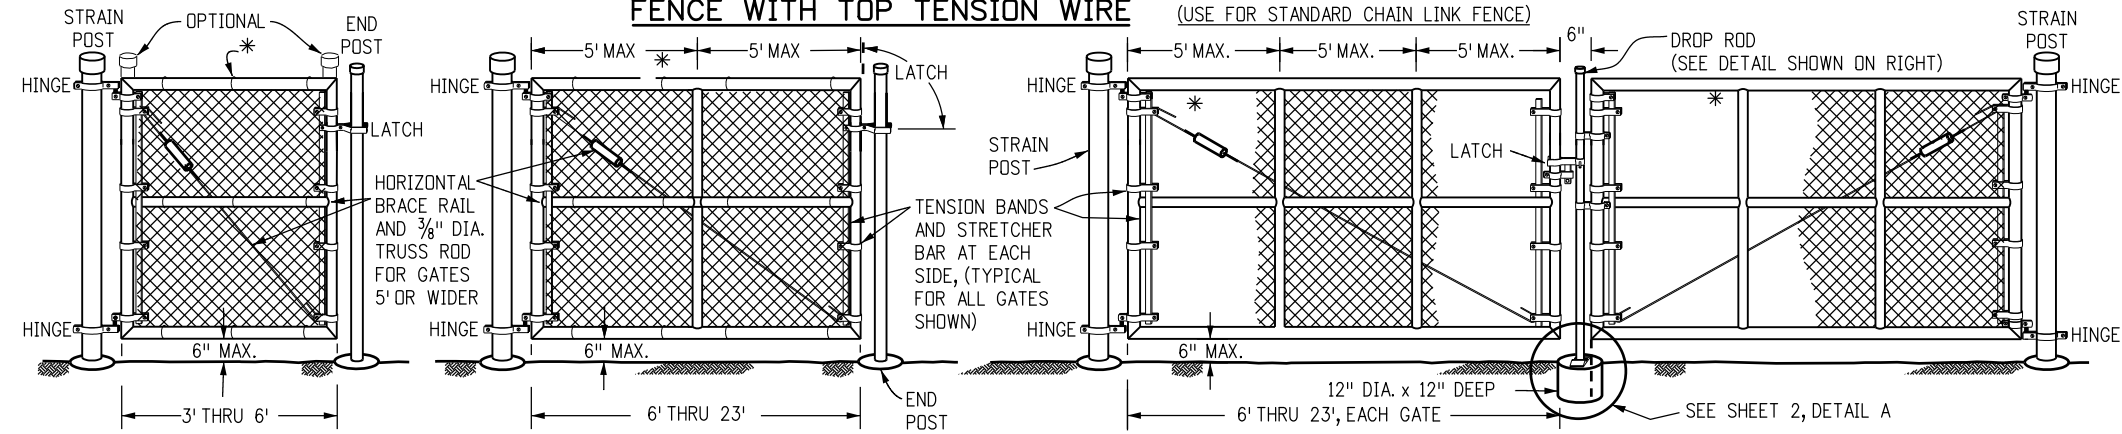 FENCE WITH TOP TENSION WIRE
(USE FOR STANDARD CHAIN LINK FENCE)
STRAIN
POST
OPTIONAL
*
END
POST
HINGE
LATCH
HORIZONTAL
BRACE RAIL
AND 3/8" DIA.
TRUSS ROD
FOR GATES
5' OR WIDER
HINGE
6" MAX.
3' THRU 6'
5' MAX
5' MAX
*
LATCH
HINGE
HINGE
6" MAX.
6' THRU 23'
END
POST
TENSION BANDS
AND STRETCHER
BAR AT EACH
SIDE, (TYPICAL
FOR ALL GATES
SHOWN)
5' MAX.
5' MAX.
5' MAX.
6"
DROP ROD
(SEE DETAIL SHOWN ON RIGHT)
STRAIN
POST
HINGE
*
*
HINGE
STRAIN
POST
LATCH
HINGE
HINGE
6" MAX.
12" DIA. x 12" DEEP
6' THRU 23', EACH GATE
SEE SHEET 2, DETAIL A